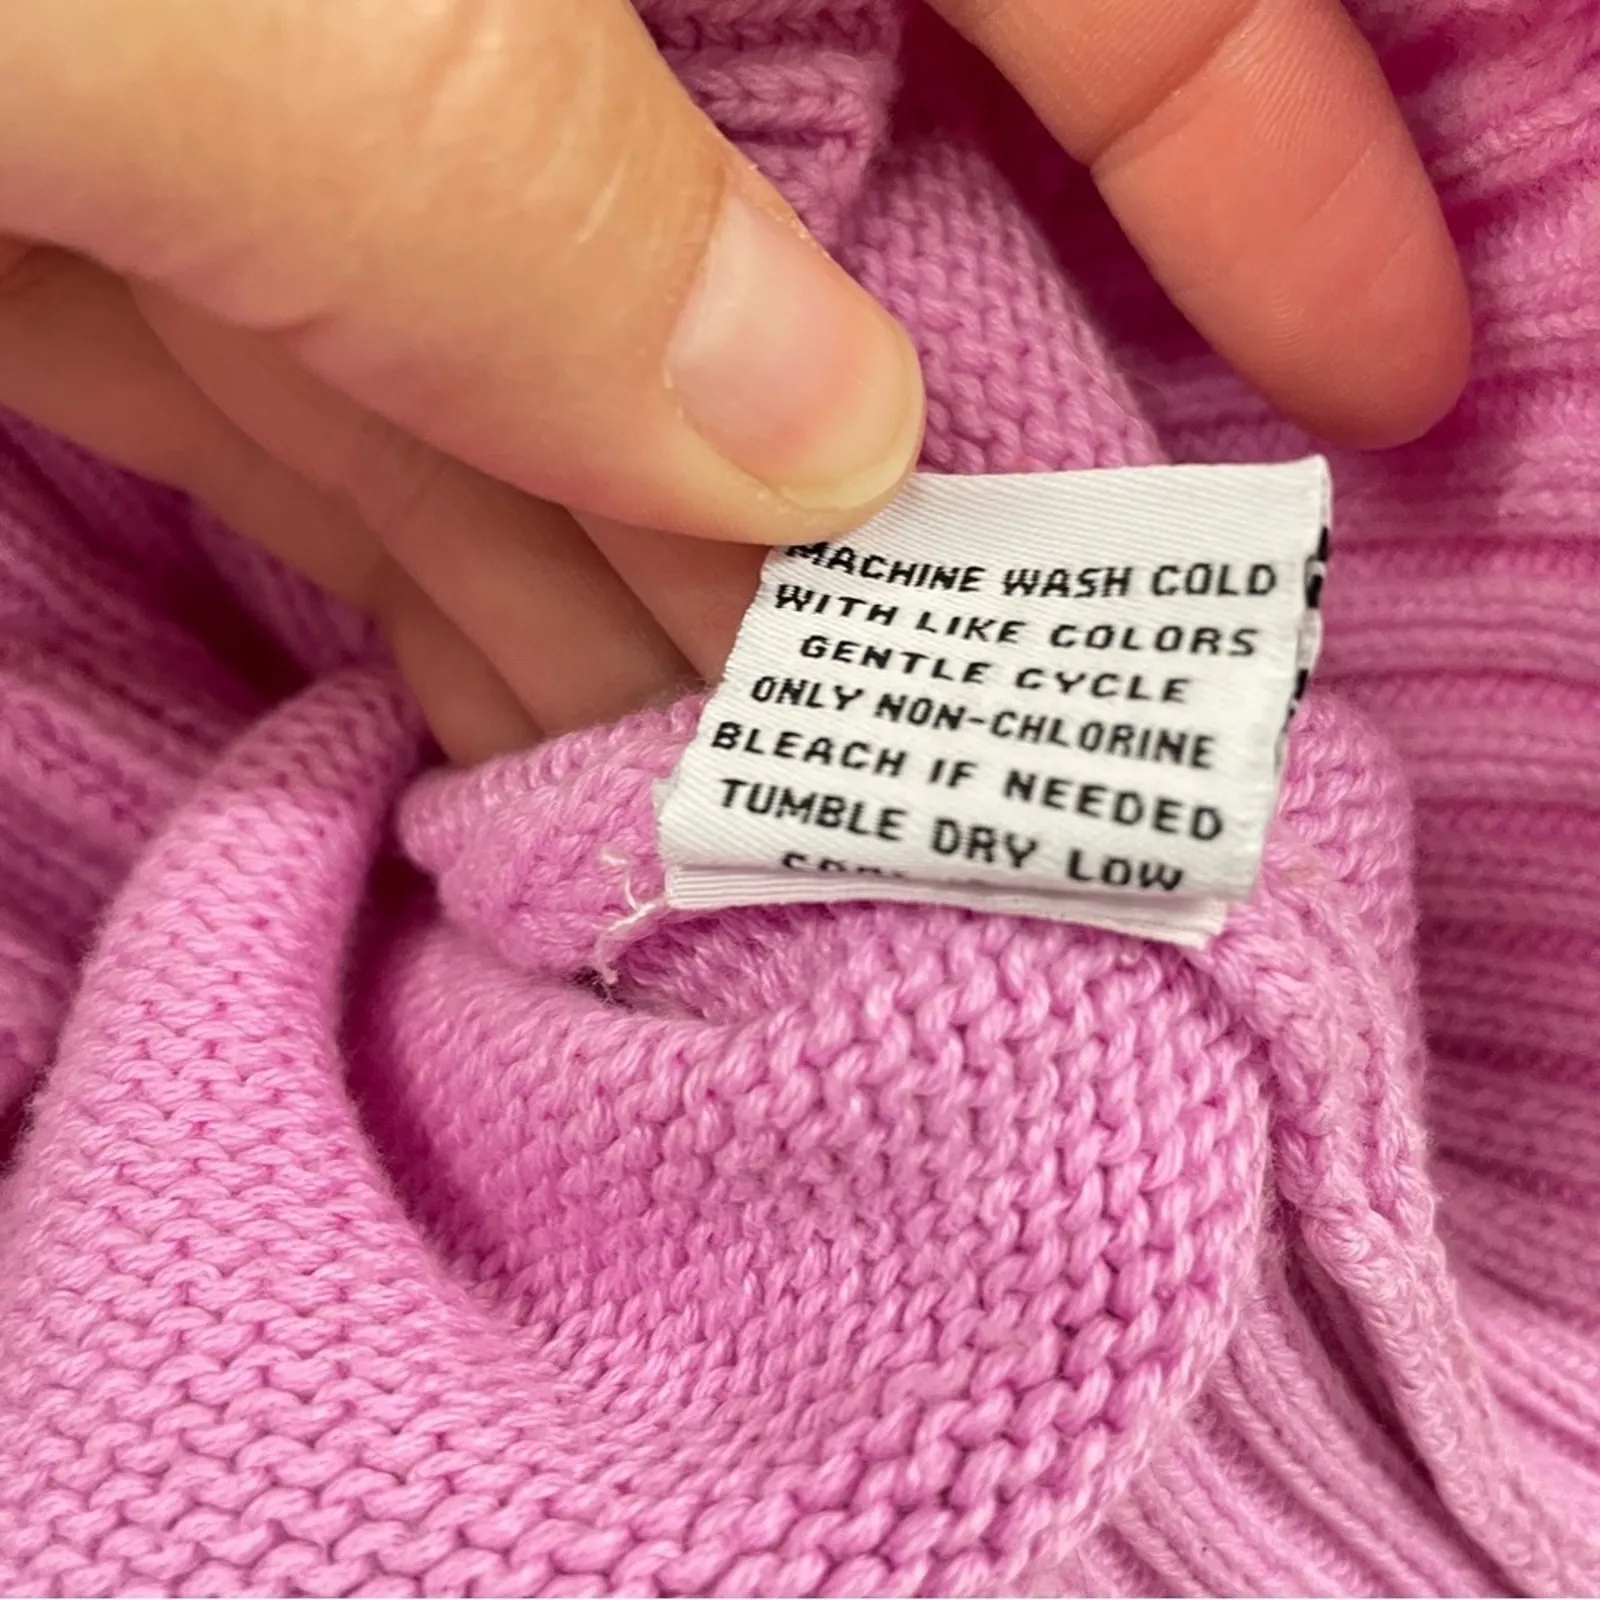 MACHINE WASH COLD
WITH LIKE COLORS
GENTLE CYCLE
ONLY NON-CHLORINE
BLEACH IF NEEDED
TUMBLE DRY LOW